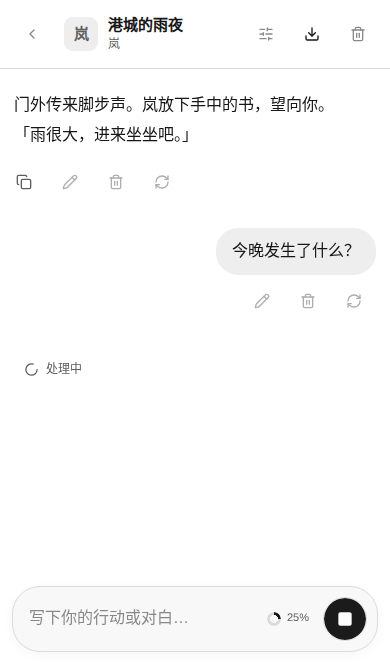 岚
港城的雨夜
岚
门外传来脚步声。岚放下手中的书，望向你。
「雨很大，进来坐坐吧。」
今晚发生了什么？
处理中
写下你的行动或对白…
25%